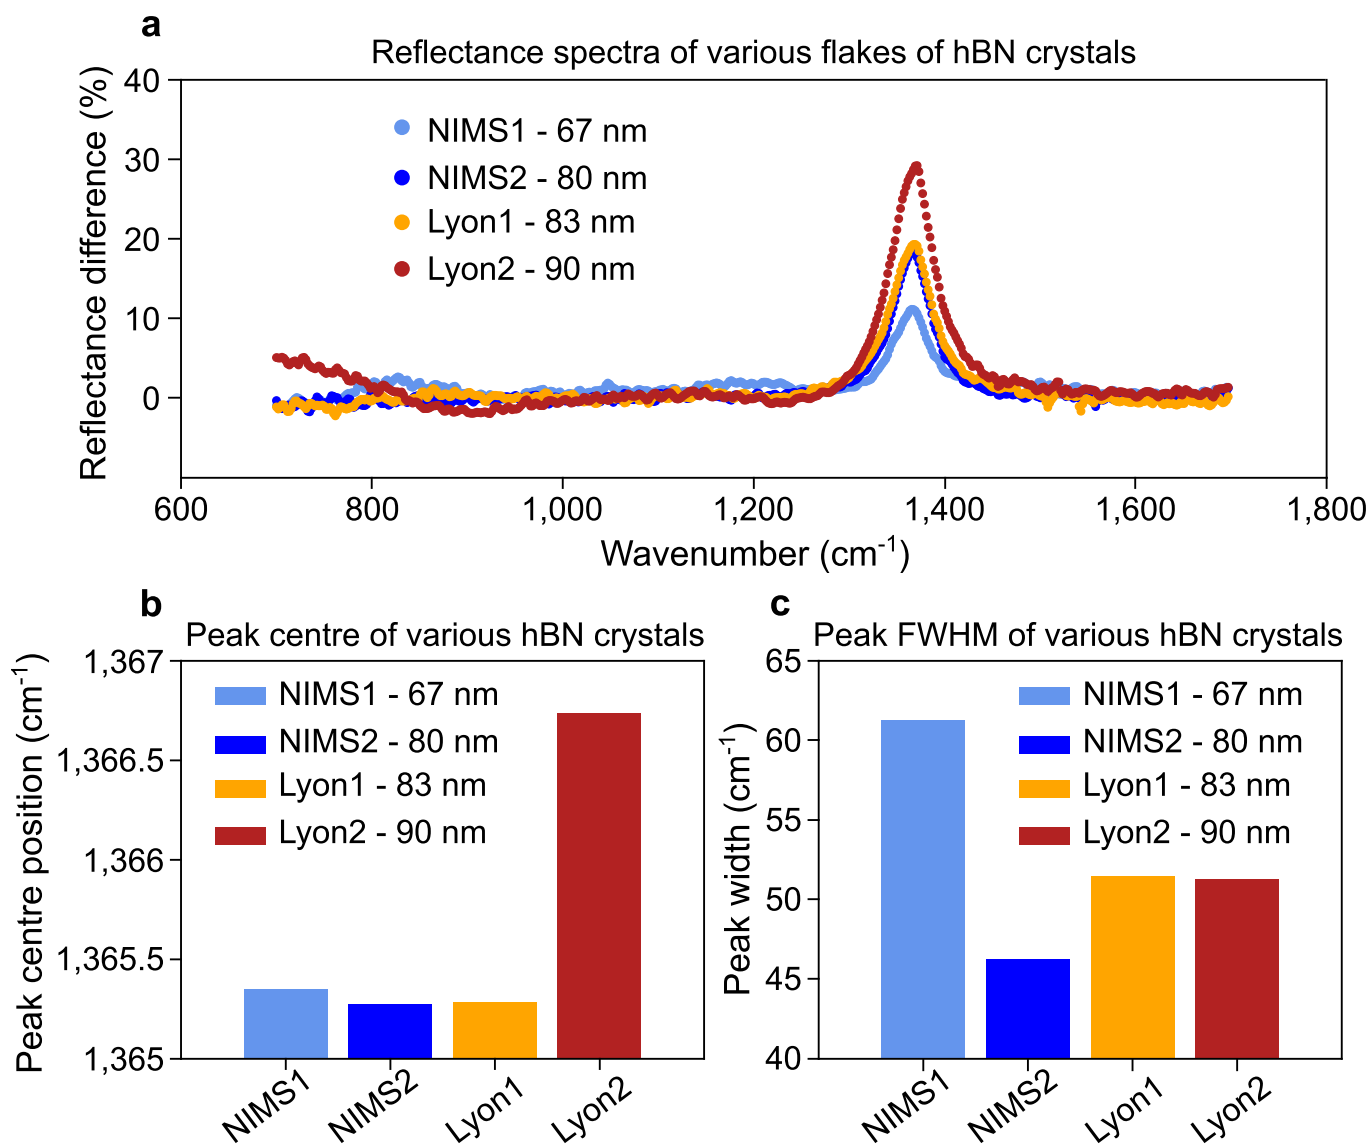 a
Reflectance spectra of various flakes of hBN crystals
Reflectance difference (%)
40
30
20
10
0
NIMS1 - 67 nm
NIMS2 - 80 nm
Lyon1 - 83 nm
Lyon2 - 90 nm
600 800 1,000 1,200 1,400 1,600 1,800
Wavenumber (cm⁻¹)
b
Peak centre of various hBN crystals
Peak centre position (cm⁻¹)
1,367
1,366.5
1,366
1,365.5
1,365
NIMS1 - 67 nm
NIMS2 - 80 nm
Lyon1 - 83 nm
Lyon2 - 90 nm
NIMS1 NIMS2 Lyon1 Lyon2
c
Peak FWHM of various hBN crystals
Peak width (cm⁻¹)
65
60
55
50
45
40
NIMS1 - 67 nm
NIMS2 - 80 nm
Lyon1 - 83 nm
Lyon2 - 90 nm
NIMS1 NIMS2 Lyon1 Lyon2